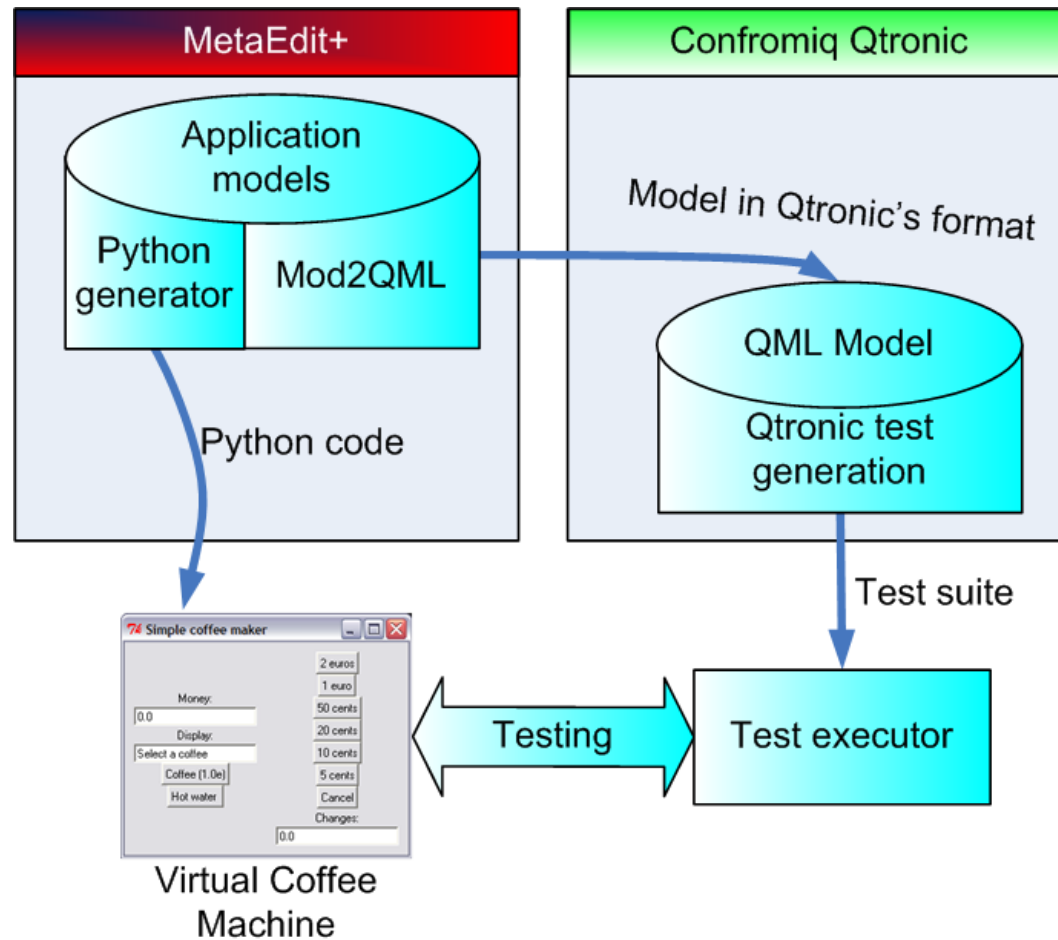 MetaEdit+
Confromiq Qtronic
Application
models
Python
generator
Mod2QML
Model in Qtronic's format
QML Model
Qtronic test
generation
Python code
Test suite
Simple coffee maker
Money:
0.0
Display:
Select a coffee
Coffee (1.0e)
Hot water
2 euros
1 euro
50 cents
20 cents
10 cents
5 cents
Cancel
Changes:
0.0
Testing
Test executor
Virtual Coffee
Machine